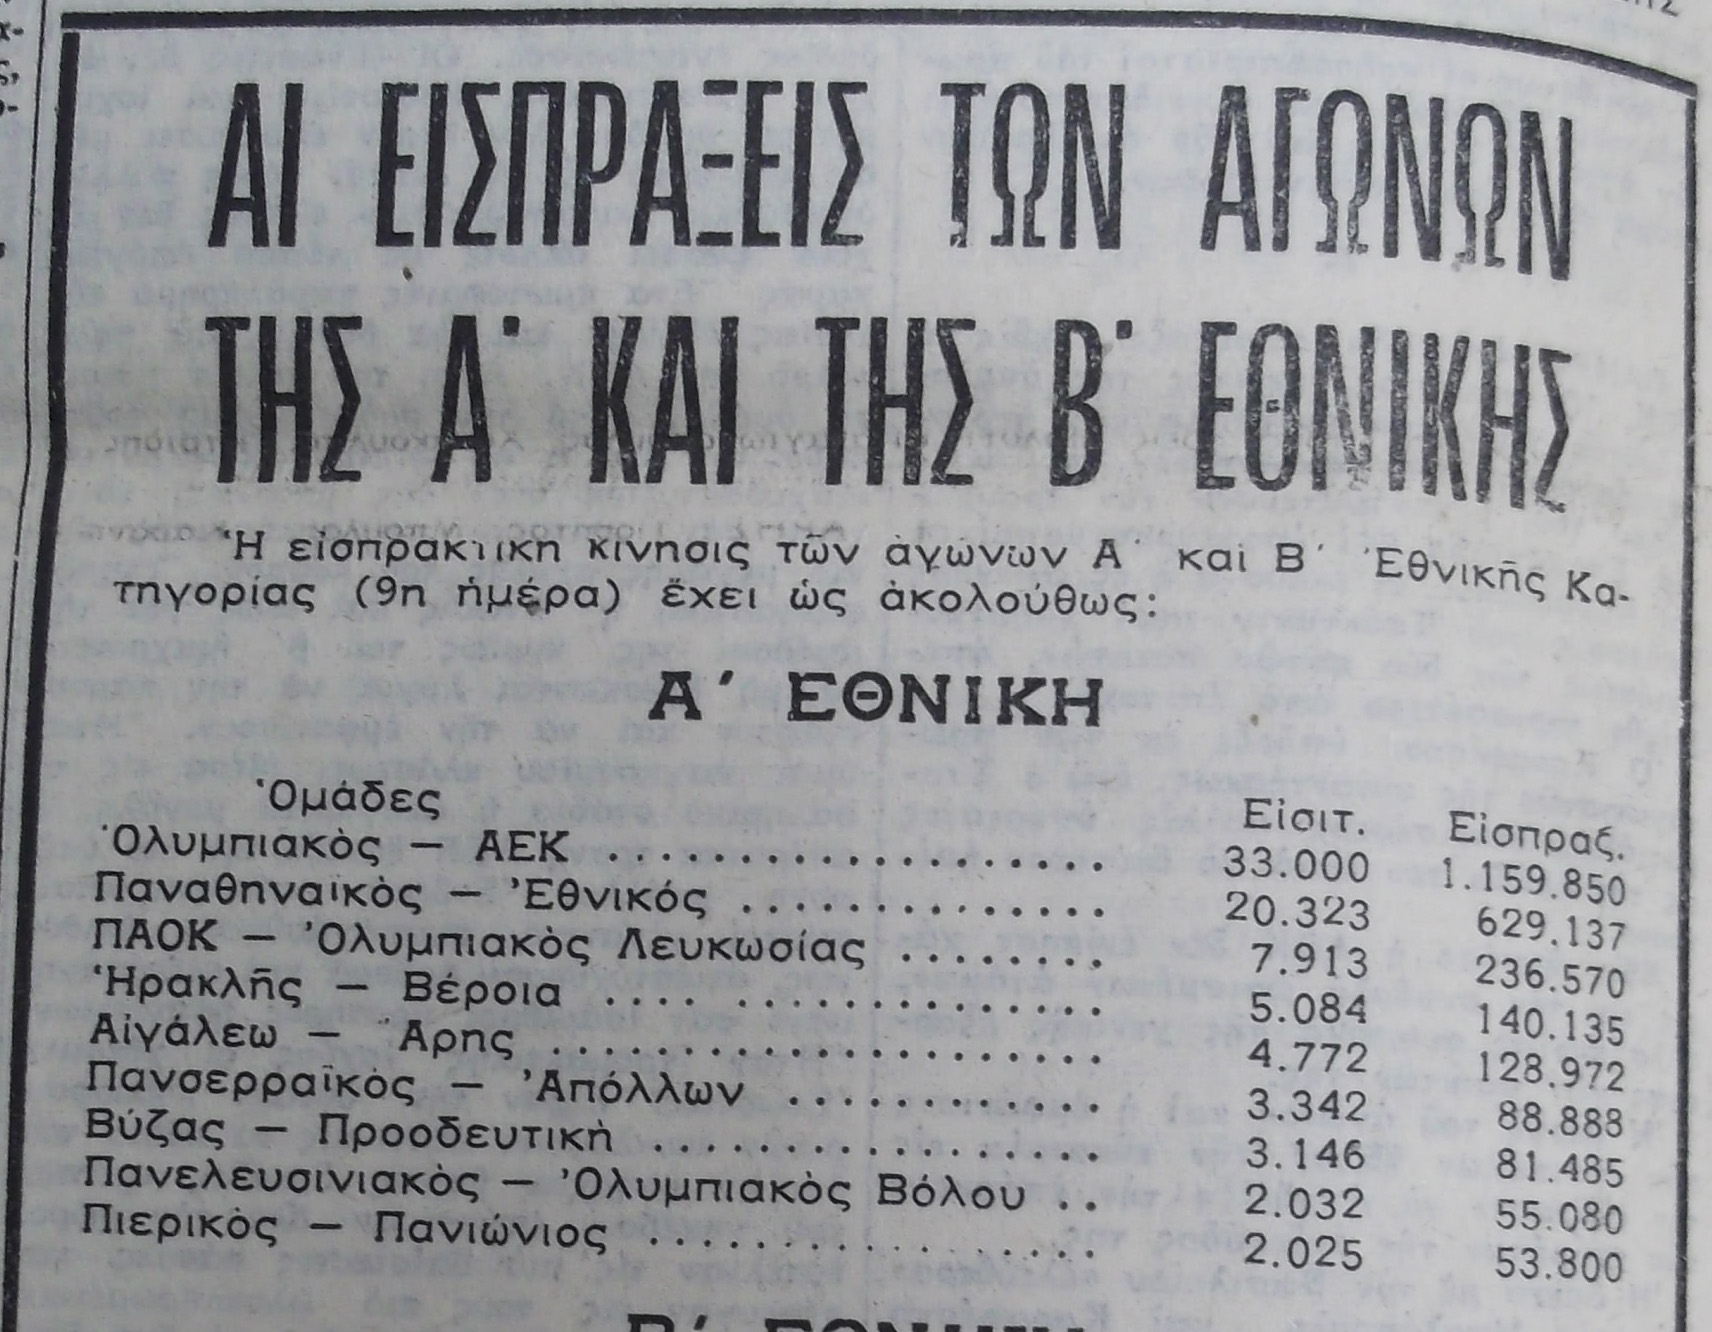 ΑΙ ΕΙΣΠΡΑΞΕΙΣ ΤΩΝ ΑΓΩΝΩΝ
ΤΗΣ Α΄ ΚΑΙ ΤΗΣ Β΄ ΕΘΝΙΚΗΣ
Ἡ εἰσπρακτικη κίνησις τῶν ἀγωνων Α΄ καὶ Β΄ Ἐθνικῆς Κα-
τηγορίας (9η ἡμέρα) ἔχει ὡς ἀκολούθως:
Α΄ ΕΘΝΙΚΗ
Ὁμάδες Εἰσιτ. Εἰσπραξ.
Ὀλυμπιακὸς — ΑΕΚ .................. 33.000 1.159.850
Παναθηναϊκὸς — Ἐθνικός .............. 20.323 629.137
ΠΑΟΚ — Ὀλυμπιακὸς Λευκωσίας ........ 7.913 236.570
Ἡρακλῆς — Βέροια .... .............. 5.084 140.135
Αἰγάλεω — Ἄρης .................... 4.772 128.972
Πανσερραϊκὸς — Ἀπόλλων ............ 3.342 88.888
Βύζας — Προοδευτικὴ ................ 3.146 81.485
Πανελευσινιακὸς — Ὀλυμπιακὸς Βόλου .. 2.032 55.080
Πιερικὸς — Πανιώνιος ................ 2.025 53.800
Β΄ ΕΘΝΙΚΗ